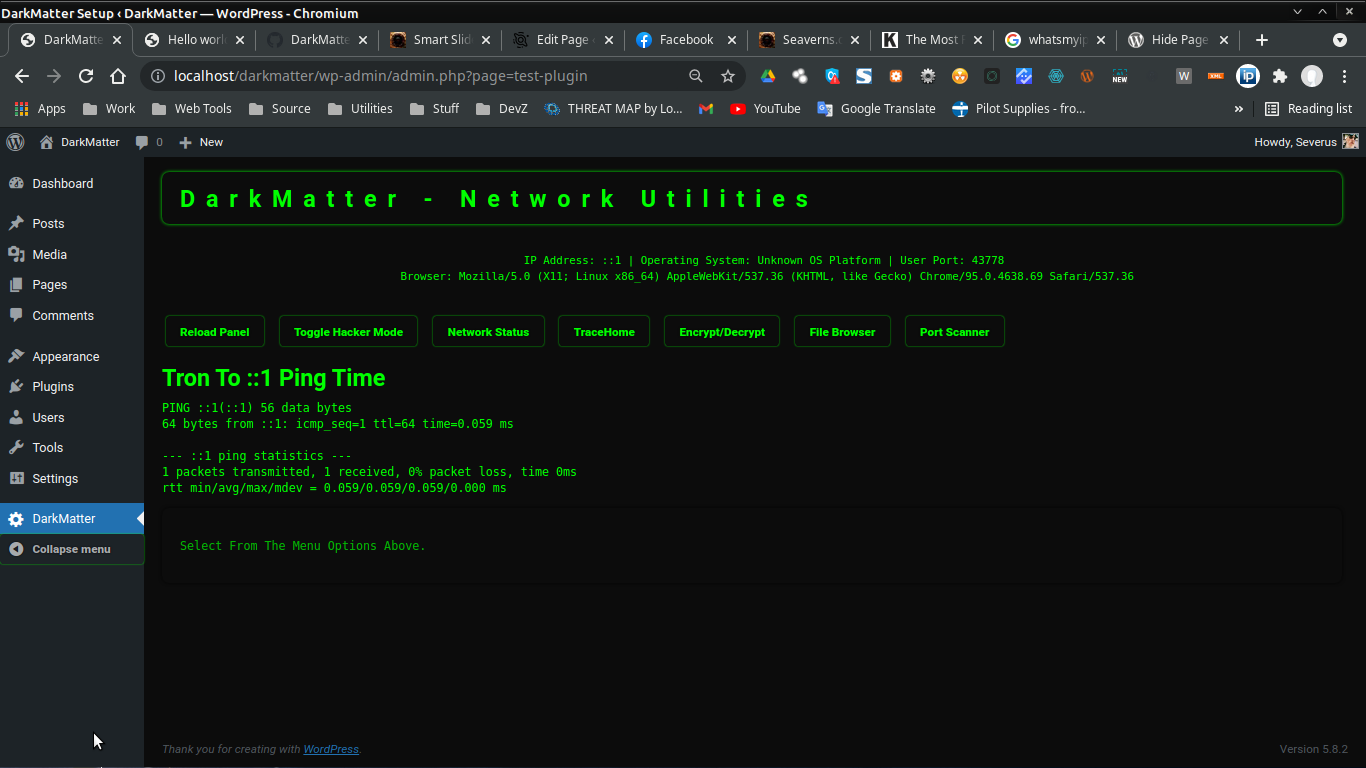 DarkMatter Setup ‹ DarkMatter — WordPress - Chromium
DarkMatte Hello worl DarkMatte Smart Slid Edit Page Facebook Seaverns.c The Most whatsmyip Hide Page
localhost/darkmatter/wp-admin/admin.php?page=test-plugin
Apps Work Web Tools Source Utilities Stuff DevZ THREAT MAP by Lo... YouTube Google Translate Pilot Supplies - fro... » Reading list
DarkMatter 0 New Howdy, Severus
Dashboard
Posts
Media
Pages
Comments
Appearance
Plugins
Users
Tools
Settings
DarkMatter
Collapse menu
DarkMatter - Network Utilities
IP Address: ::1 | Operating System: Unknown OS Platform | User Port: 43778
Browser: Mozilla/5.0 (X11; Linux x86_64) AppleWebKit/537.36 (KHTML, like Gecko) Chrome/95.0.4638.69 Safari/537.36
Reload Panel Toggle Hacker Mode Network Status TraceHome Encrypt/Decrypt File Browser Port Scanner
Tron To ::1 Ping Time
PING ::1(::1) 56 data bytes
64 bytes from ::1: icmp_seq=1 ttl=64 time=0.059 ms
--- ::1 ping statistics ---
1 packets transmitted, 1 received, 0% packet loss, time 0ms
rtt min/avg/max/mdev = 0.059/0.059/0.059/0.000 ms
Select From The Menu Options Above.
Thank you for creating with WordPress.
Version 5.8.2